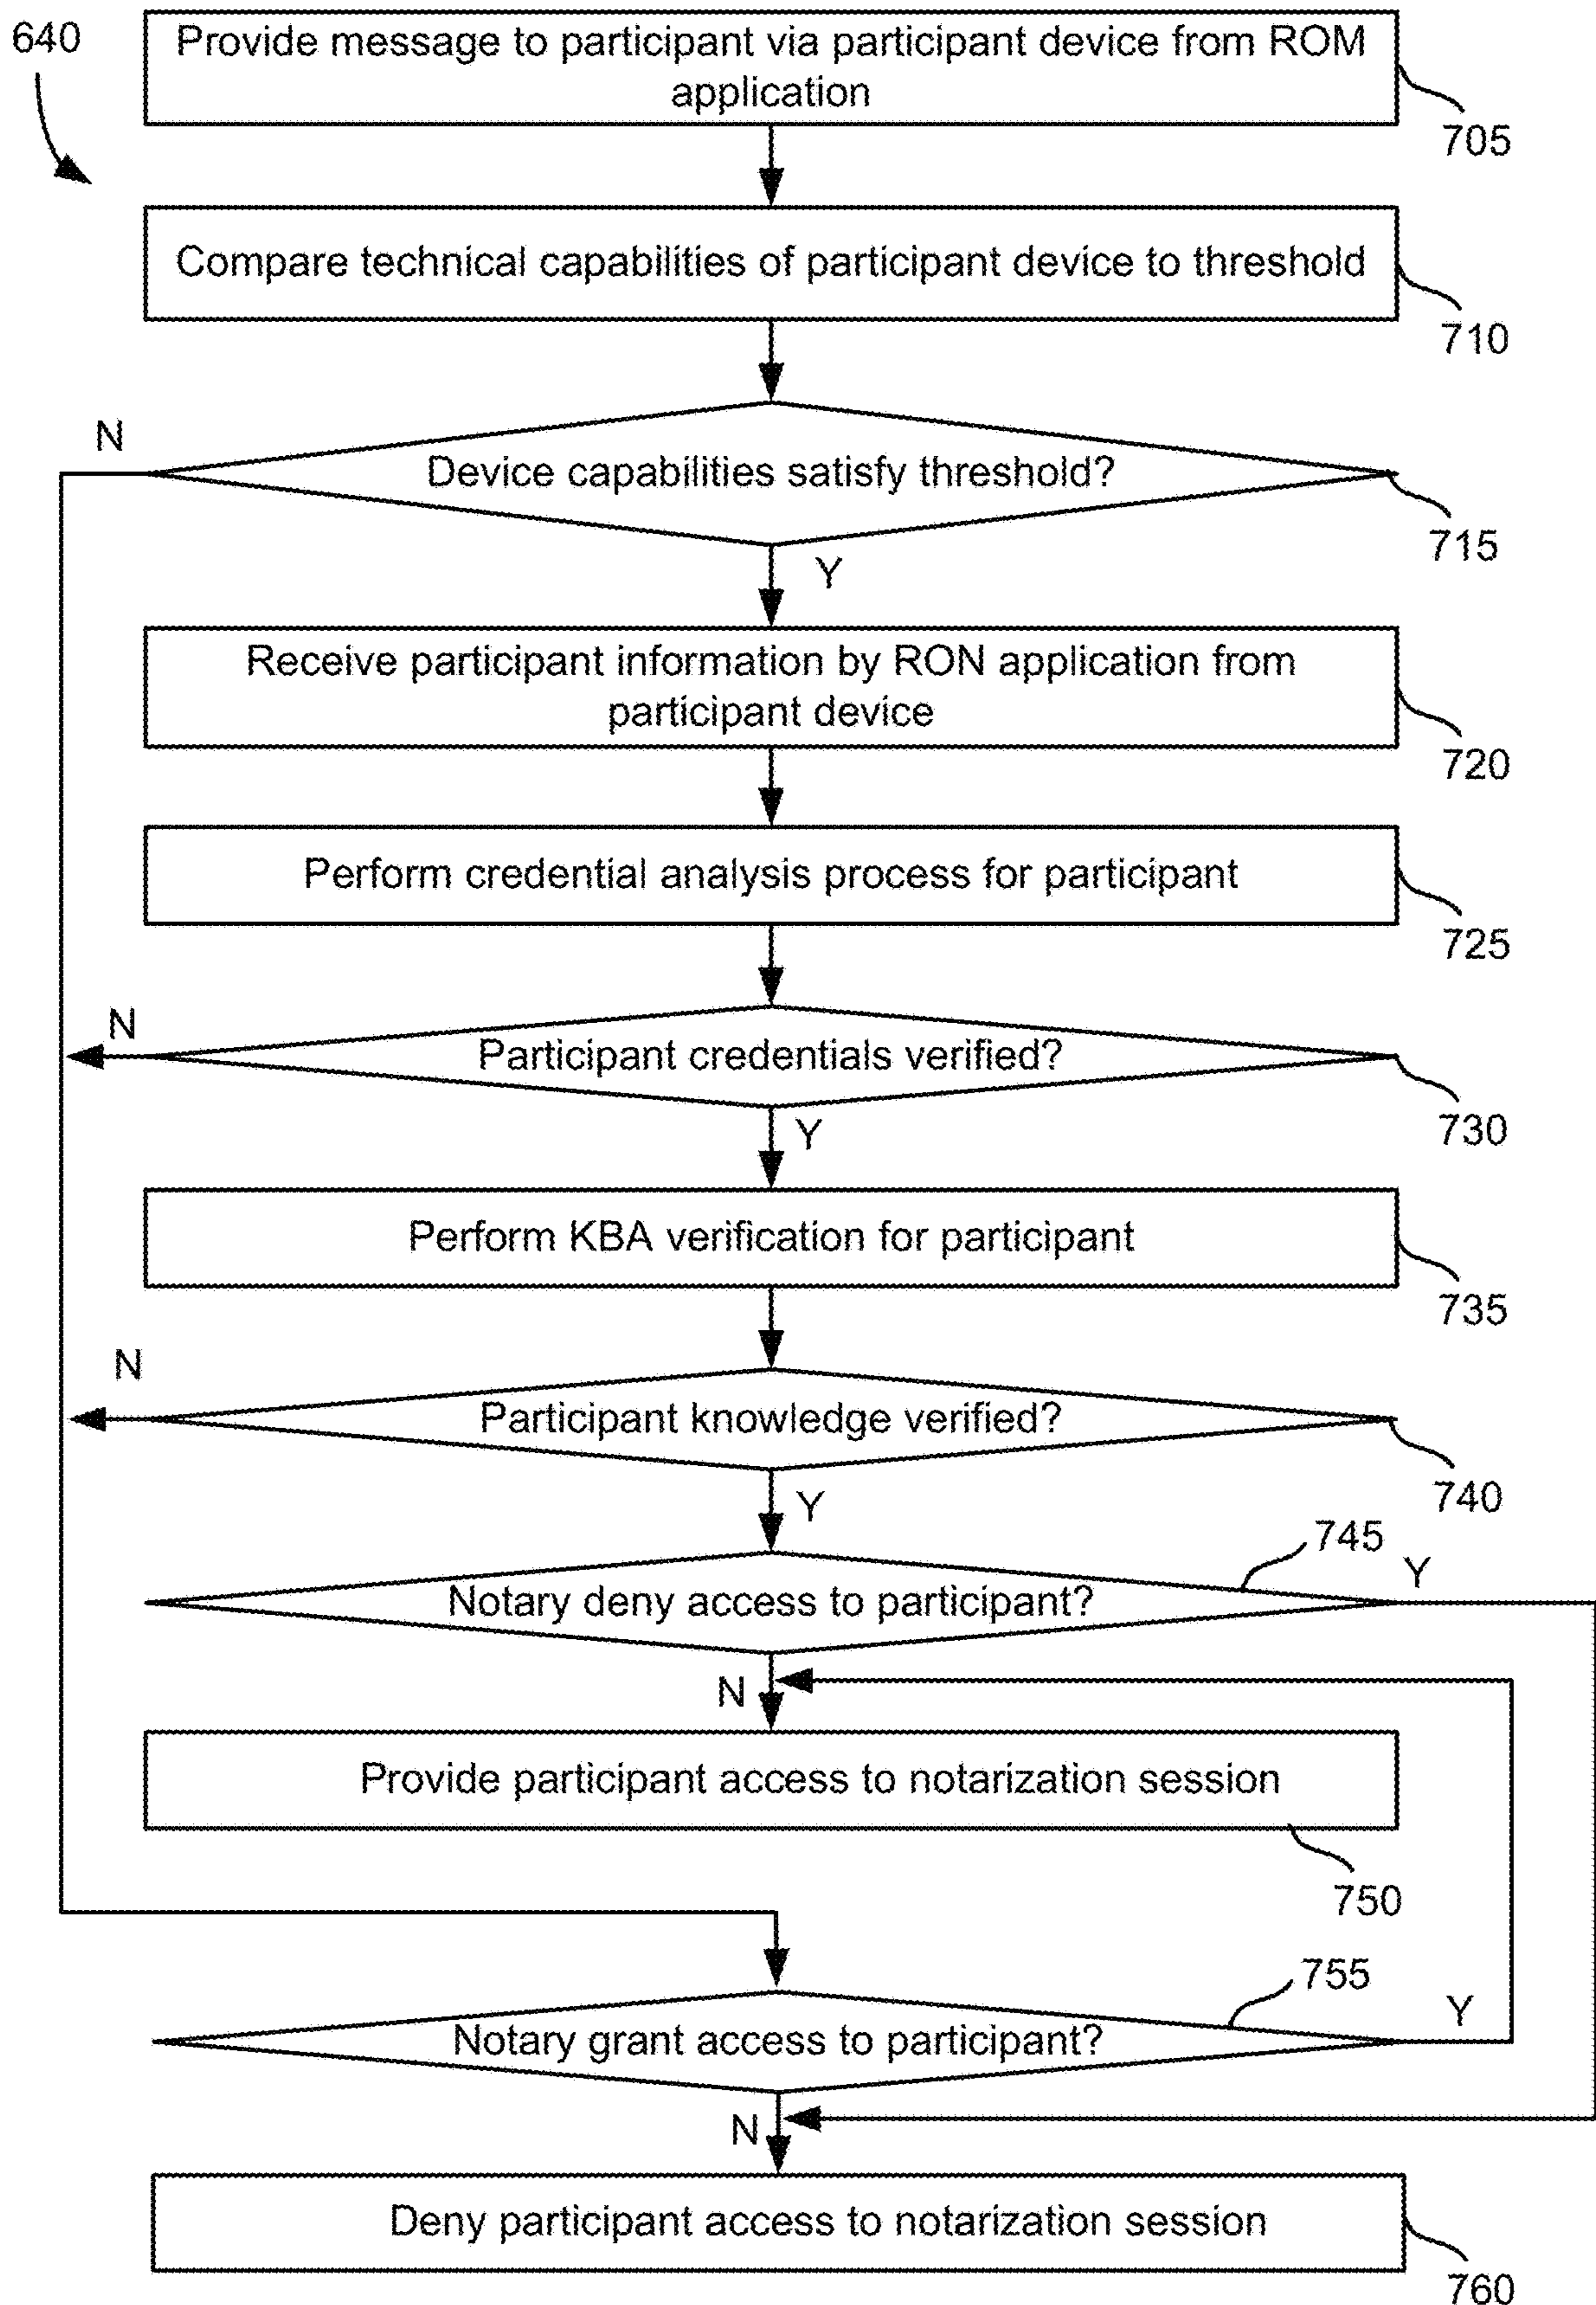 640
Provide message to participant via participant device from ROM
application
705
Compare technical capabilities of participant device to threshold
710
N
Device capabilities satisfy threshold?
715
Y
Receive participant information by RON application from
participant device
720
Perform credential analysis process for participant
725
N
Participant credentials verified?
730
Y
Perform KBA verification for participant
735
N
Participant knowledge verified?
740
Y
745
Y
Notary deny access to participant?
N
Provide participant access to notarization session
750
755
Y
Notary grant access to participant?
N
Deny participant access to notarization session
760